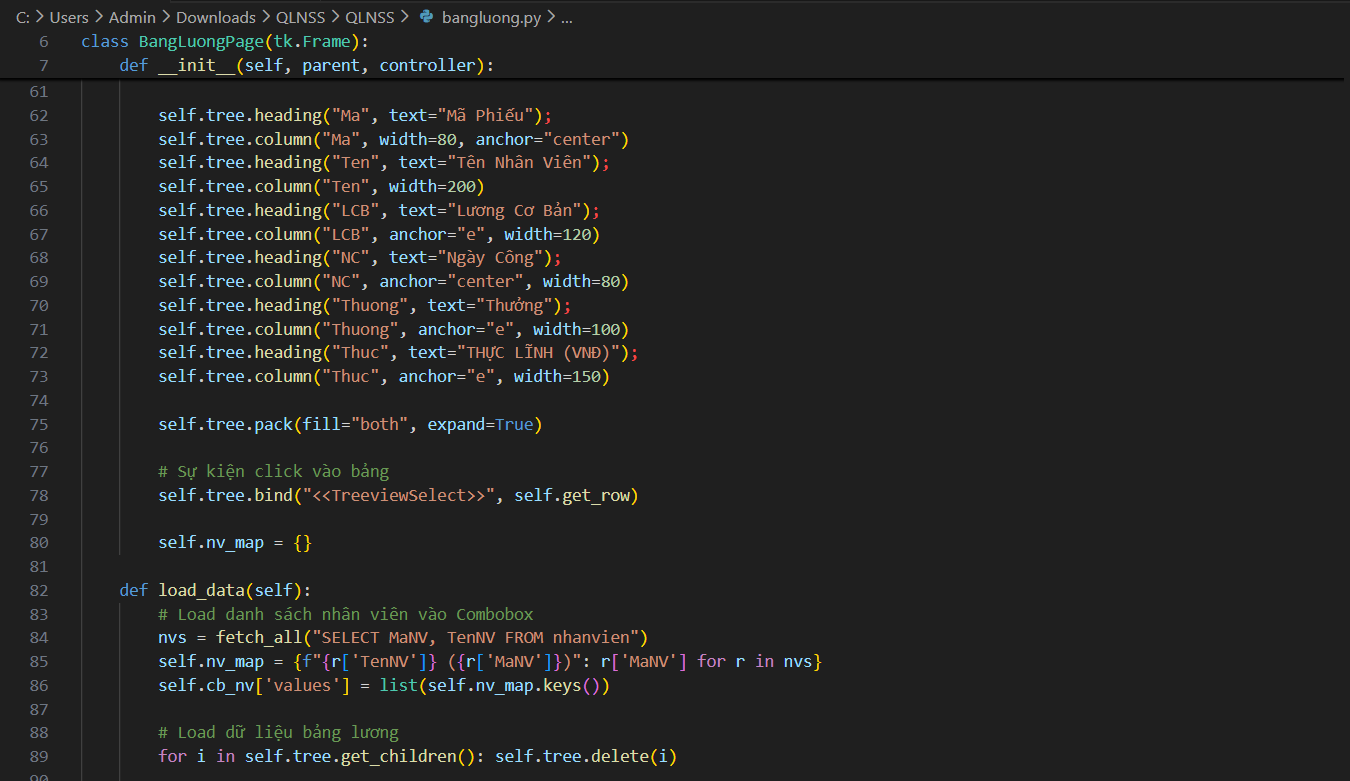 C: > Users > Admin > Downloads > QLNSS > QLNSS > bangluong.py > ...
6 class BangLuongPage(tk.Frame):
7 def __init__(self, parent, controller):
61
62 self.tree.heading("Ma", text="Mã Phiếu");
63 self.tree.column("Ma", width=80, anchor="center")
64 self.tree.heading("Ten", text="Tên Nhân Viên");
65 self.tree.column("Ten", width=200)
66 self.tree.heading("LCB", text="Lương Cơ Bản");
67 self.tree.column("LCB", anchor="e", width=120)
68 self.tree.heading("NC", text="Ngày Công");
69 self.tree.column("NC", anchor="center", width=80)
70 self.tree.heading("Thuong", text="Thưởng");
71 self.tree.column("Thuong", anchor="e", width=100)
72 self.tree.heading("Thuc", text="THỰC LĨNH (VNĐ)");
73 self.tree.column("Thuc", anchor="e", width=150)
74
75 self.tree.pack(fill="both", expand=True)
76
77 # Sự kiện click vào bảng
78 self.tree.bind("<<TreeviewSelect>>", self.get_row)
79
80 self.nv_map = {}
81
82 def load_data(self):
83 # Load danh sách nhân viên vào Combobox
84 nvs = fetch_all("SELECT MaNV, TenNV FROM nhanvien")
85 self.nv_map = {f"{r['TenNV']} ({r['MaNV']})": r['MaNV'] for r in nvs}
86 self.cb_nv['values'] = list(self.nv_map.keys())
87
88 # Load dữ liệu bảng lương
89 for i in self.tree.get_children(): self.tree.delete(i)
90